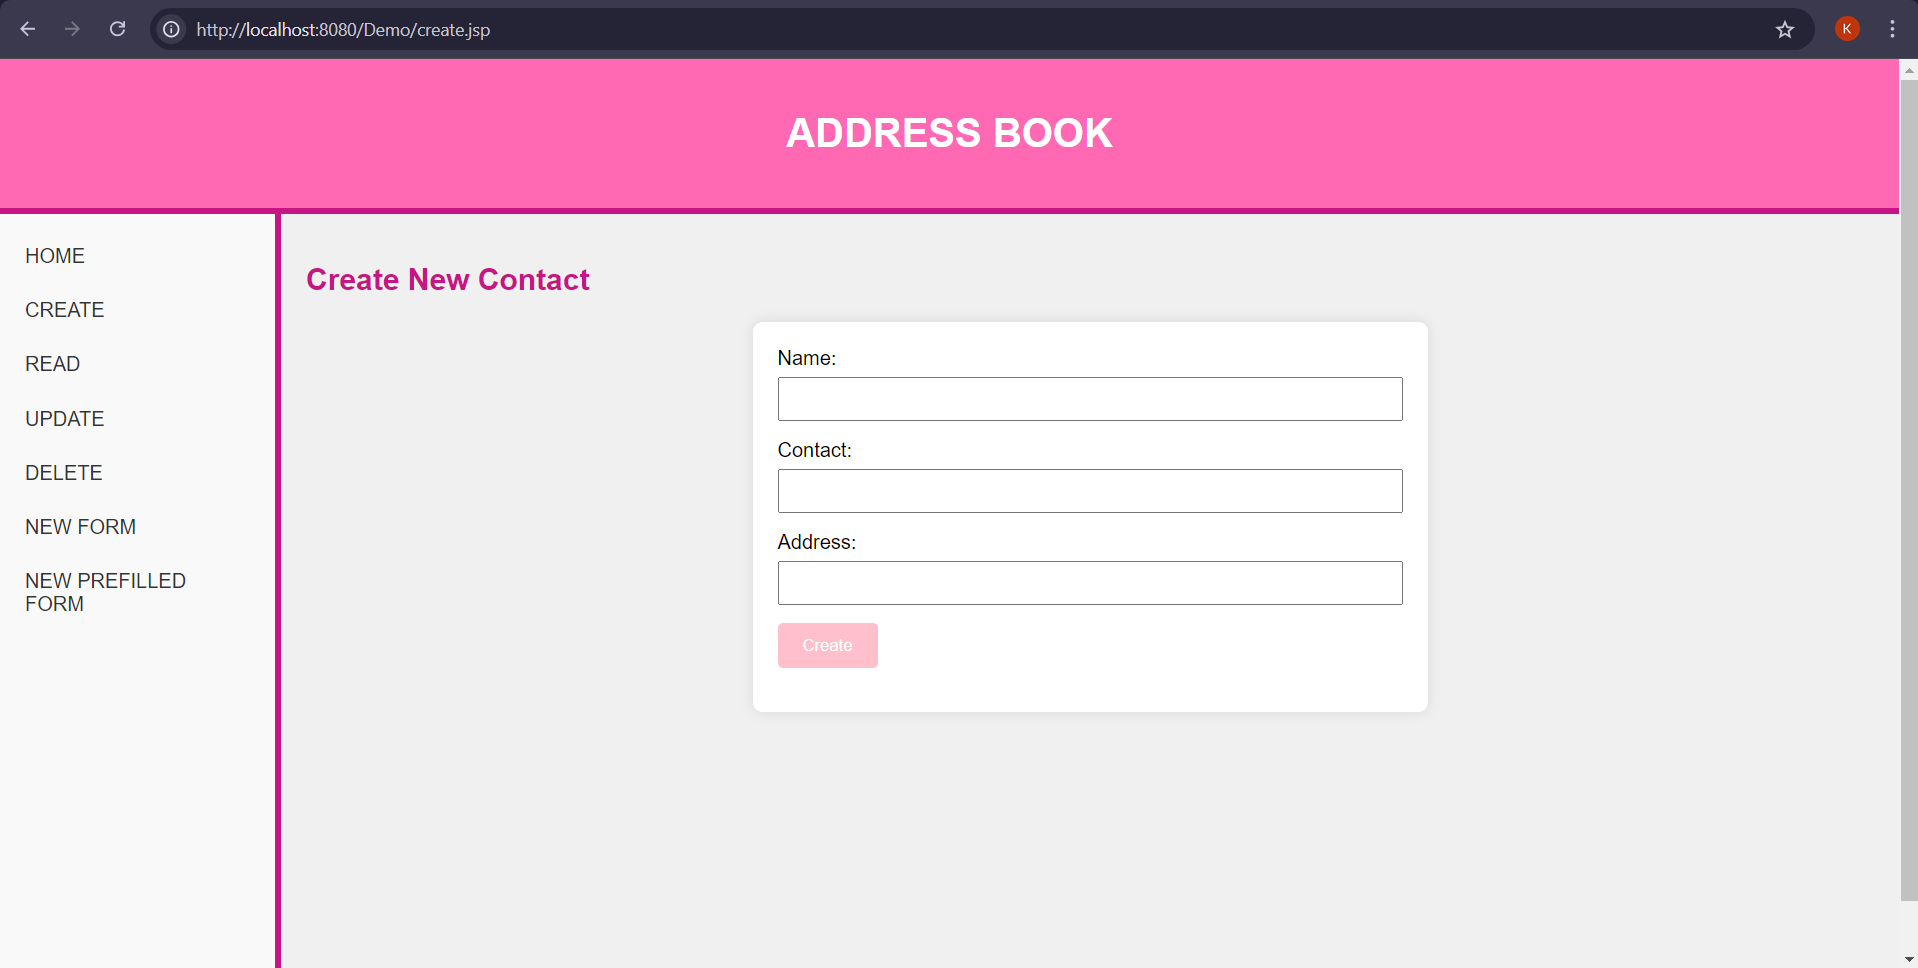 http://localhost:8080/Demo/create.jsp
K
ADDRESS BOOK
HOME
CREATE
READ
UPDATE
DELETE
NEW FORM
NEW PREFILLED
FORM
Create New Contact
Name:
Contact:
Address:
Create